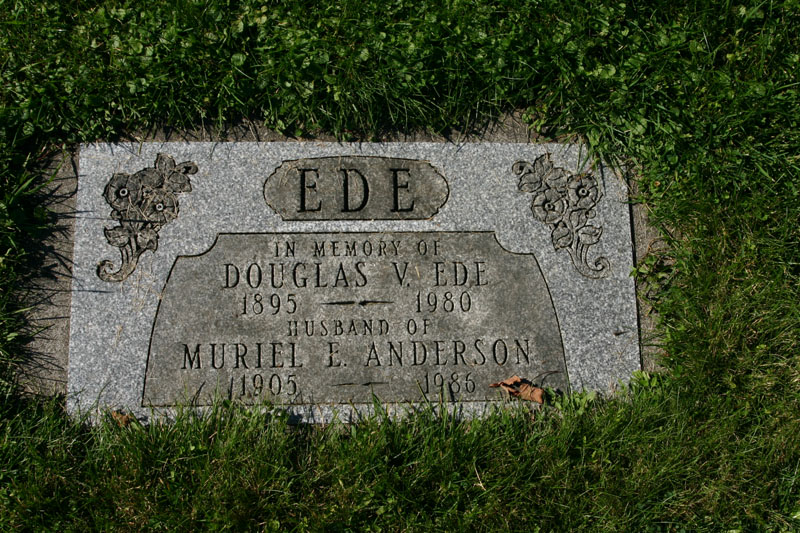 EDE
IN MEMORY OF
DOUGLAS V. EDE
1895 — 1980
HUSBAND OF
MURIEL E. ANDERSON
1905 — 1986